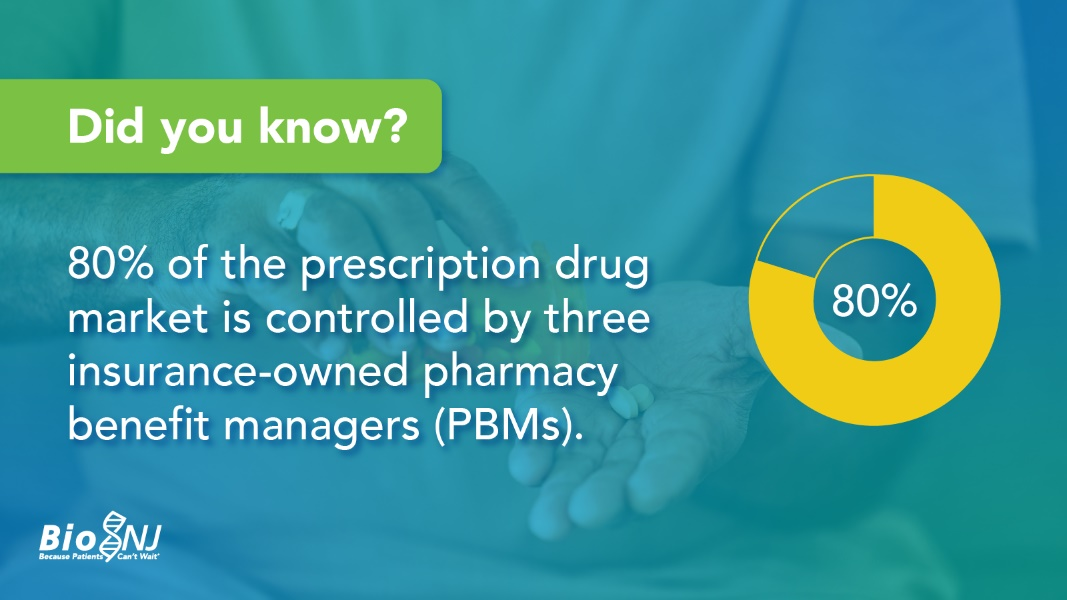 Did you know?
80% of the prescription drug
market is controlled by three
insurance-owned pharmacy
benefit managers (PBMs).
80%
BioNJ
Because Patients Can't Wait®